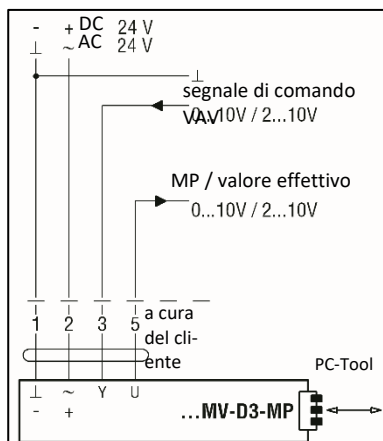 - + DC 24 V
⊥ ~ AC 24 V
⊥
segnale di comando
VAV
0...10V / 2...10V
MP / valore effettivo
0...10V / 2...10V
1 2 3 5
a cura
del cli-
ente
PC-Tool
⊥ ~ Y U
- +
...MV-D3-MP